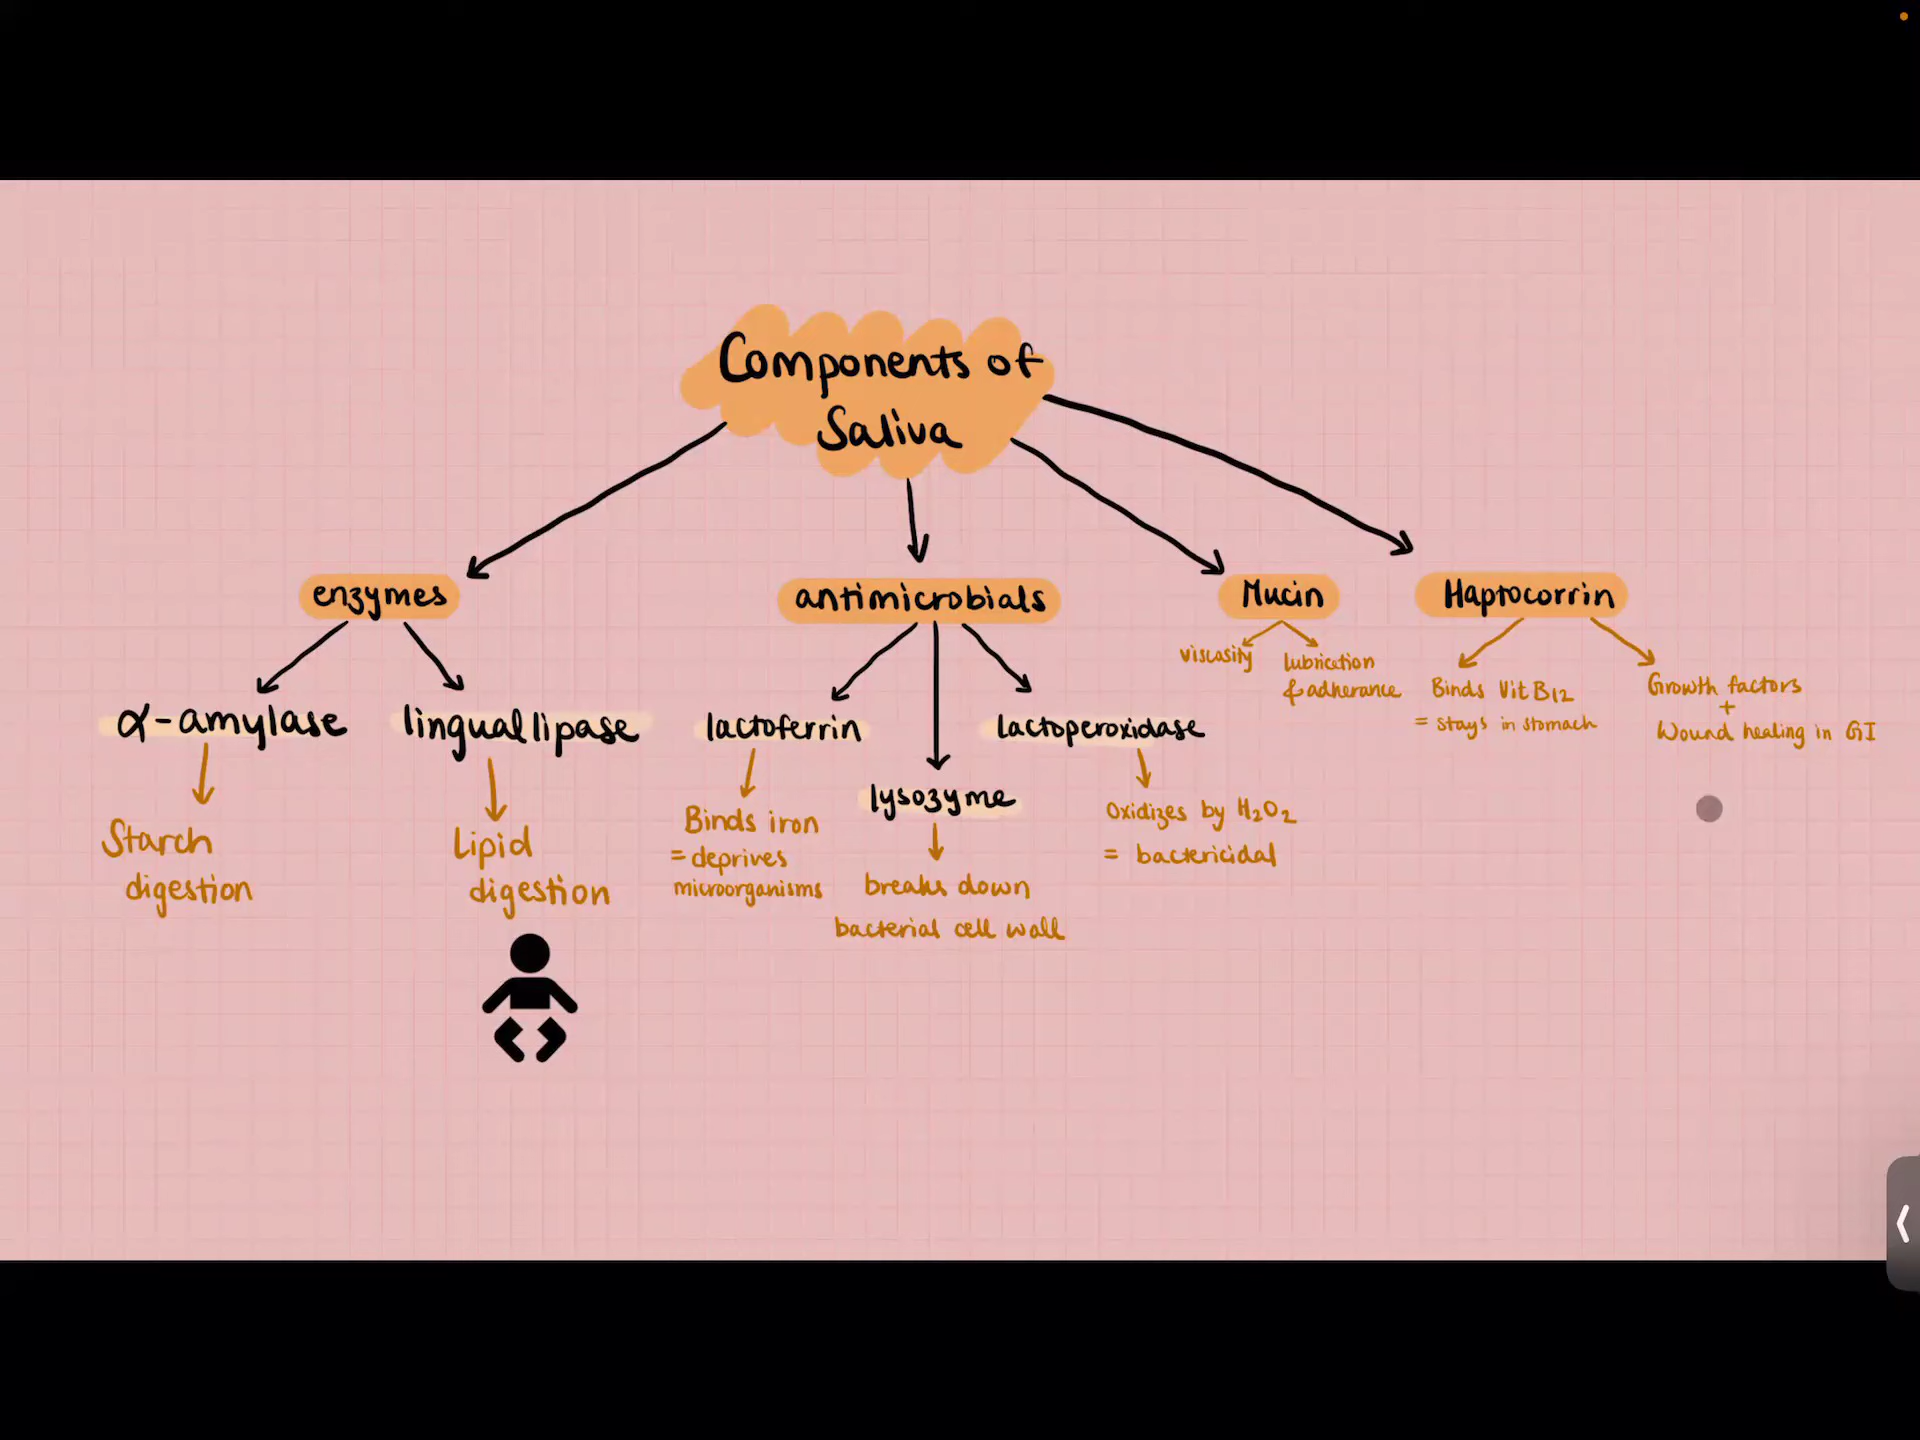 Components of
Saliva
enzymes
antimicrobials
Mucin
Haptocorrin
α-amylase
Starch
digestion
lingual lipase
Lipid
digestion
lactoferrin
Binds iron
= deprives
microorganisms
lysozyme
breaks down
bacterial cell wall
lactoperoxidase
Oxidizes by H₂O₂
= bactericidal
viscosity
lubrication
& adherance
Binds Vit B12
= stays in stomach
Growth factors
+
Wound healing in GI